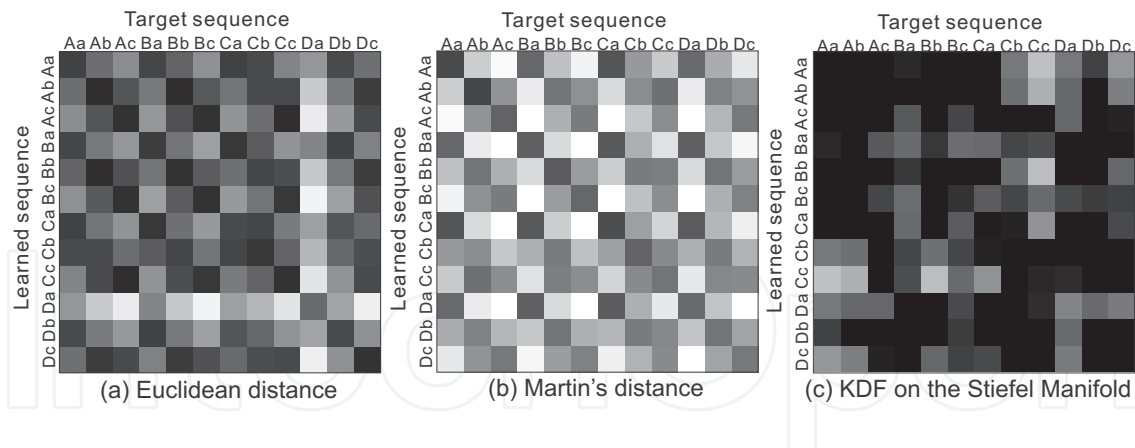 Target sequence
Aa Ab Ac Ba Bb Bc Ca Cb Cc Da Db Dc
Learned sequence
Aa
Ab
Ac
Ba
Bb
Bc
Ca
Cb
Cc
Da
Db
Dc
(a) Euclidean distance
Target sequence
Aa Ab Ac Ba Bb Bc Ca Cb Cc Da Db Dc
Learned sequence
Aa
Ab
Ac
Ba
Bb
Bc
Ca
Cb
Cc
Da
Db
Dc
(b) Martin's distance
Target sequence
Aa Ab Ac Ba Bb Bc Ca Cb Cc Da Db Dc
Learned sequence
Aa
Ab
Ac
Ba
Bb
Bc
Ca
Cb
Cc
Da
Db
Dc
(c) KDF on the Stiefel Manifold